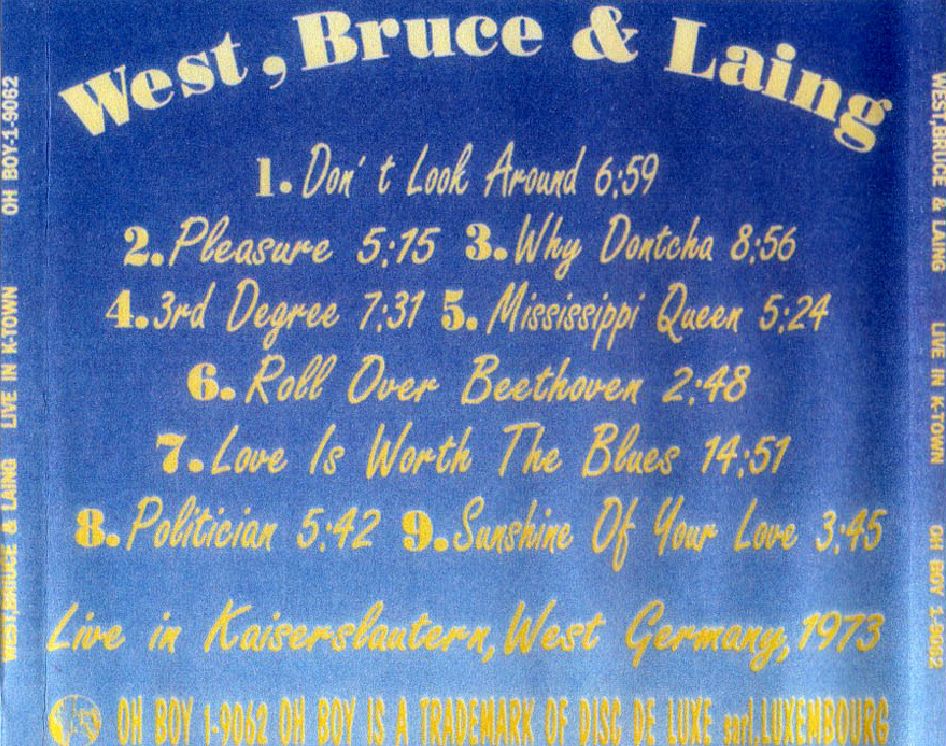 West, Bruce & Laing
1. Don't Look Around 6:59
2. Pleasure 5:15 3. Why Dontcha 8:56
4. 3rd Degree 7:31 5. Mississippi Queen 5:24
6. Roll Over Beethoven 2:48
7. Love Is Worth The Blues 14:51
8. Politician 5:42 9. Sunshine Of Your Love 3:45
Live in Kaiserslautern, West Germany, 1973
OH BOY 1-9062 OH BOY IS A TRADEMARK OF DISC DE LUXE sarl. LUXEMBOURG
WEST, BRUCE & LAING LIVE IN K-TOWN OH BOY-1-9062
WEST, BRUCE & LAING LIVE IN K-TOWN OH BOY 1-9062